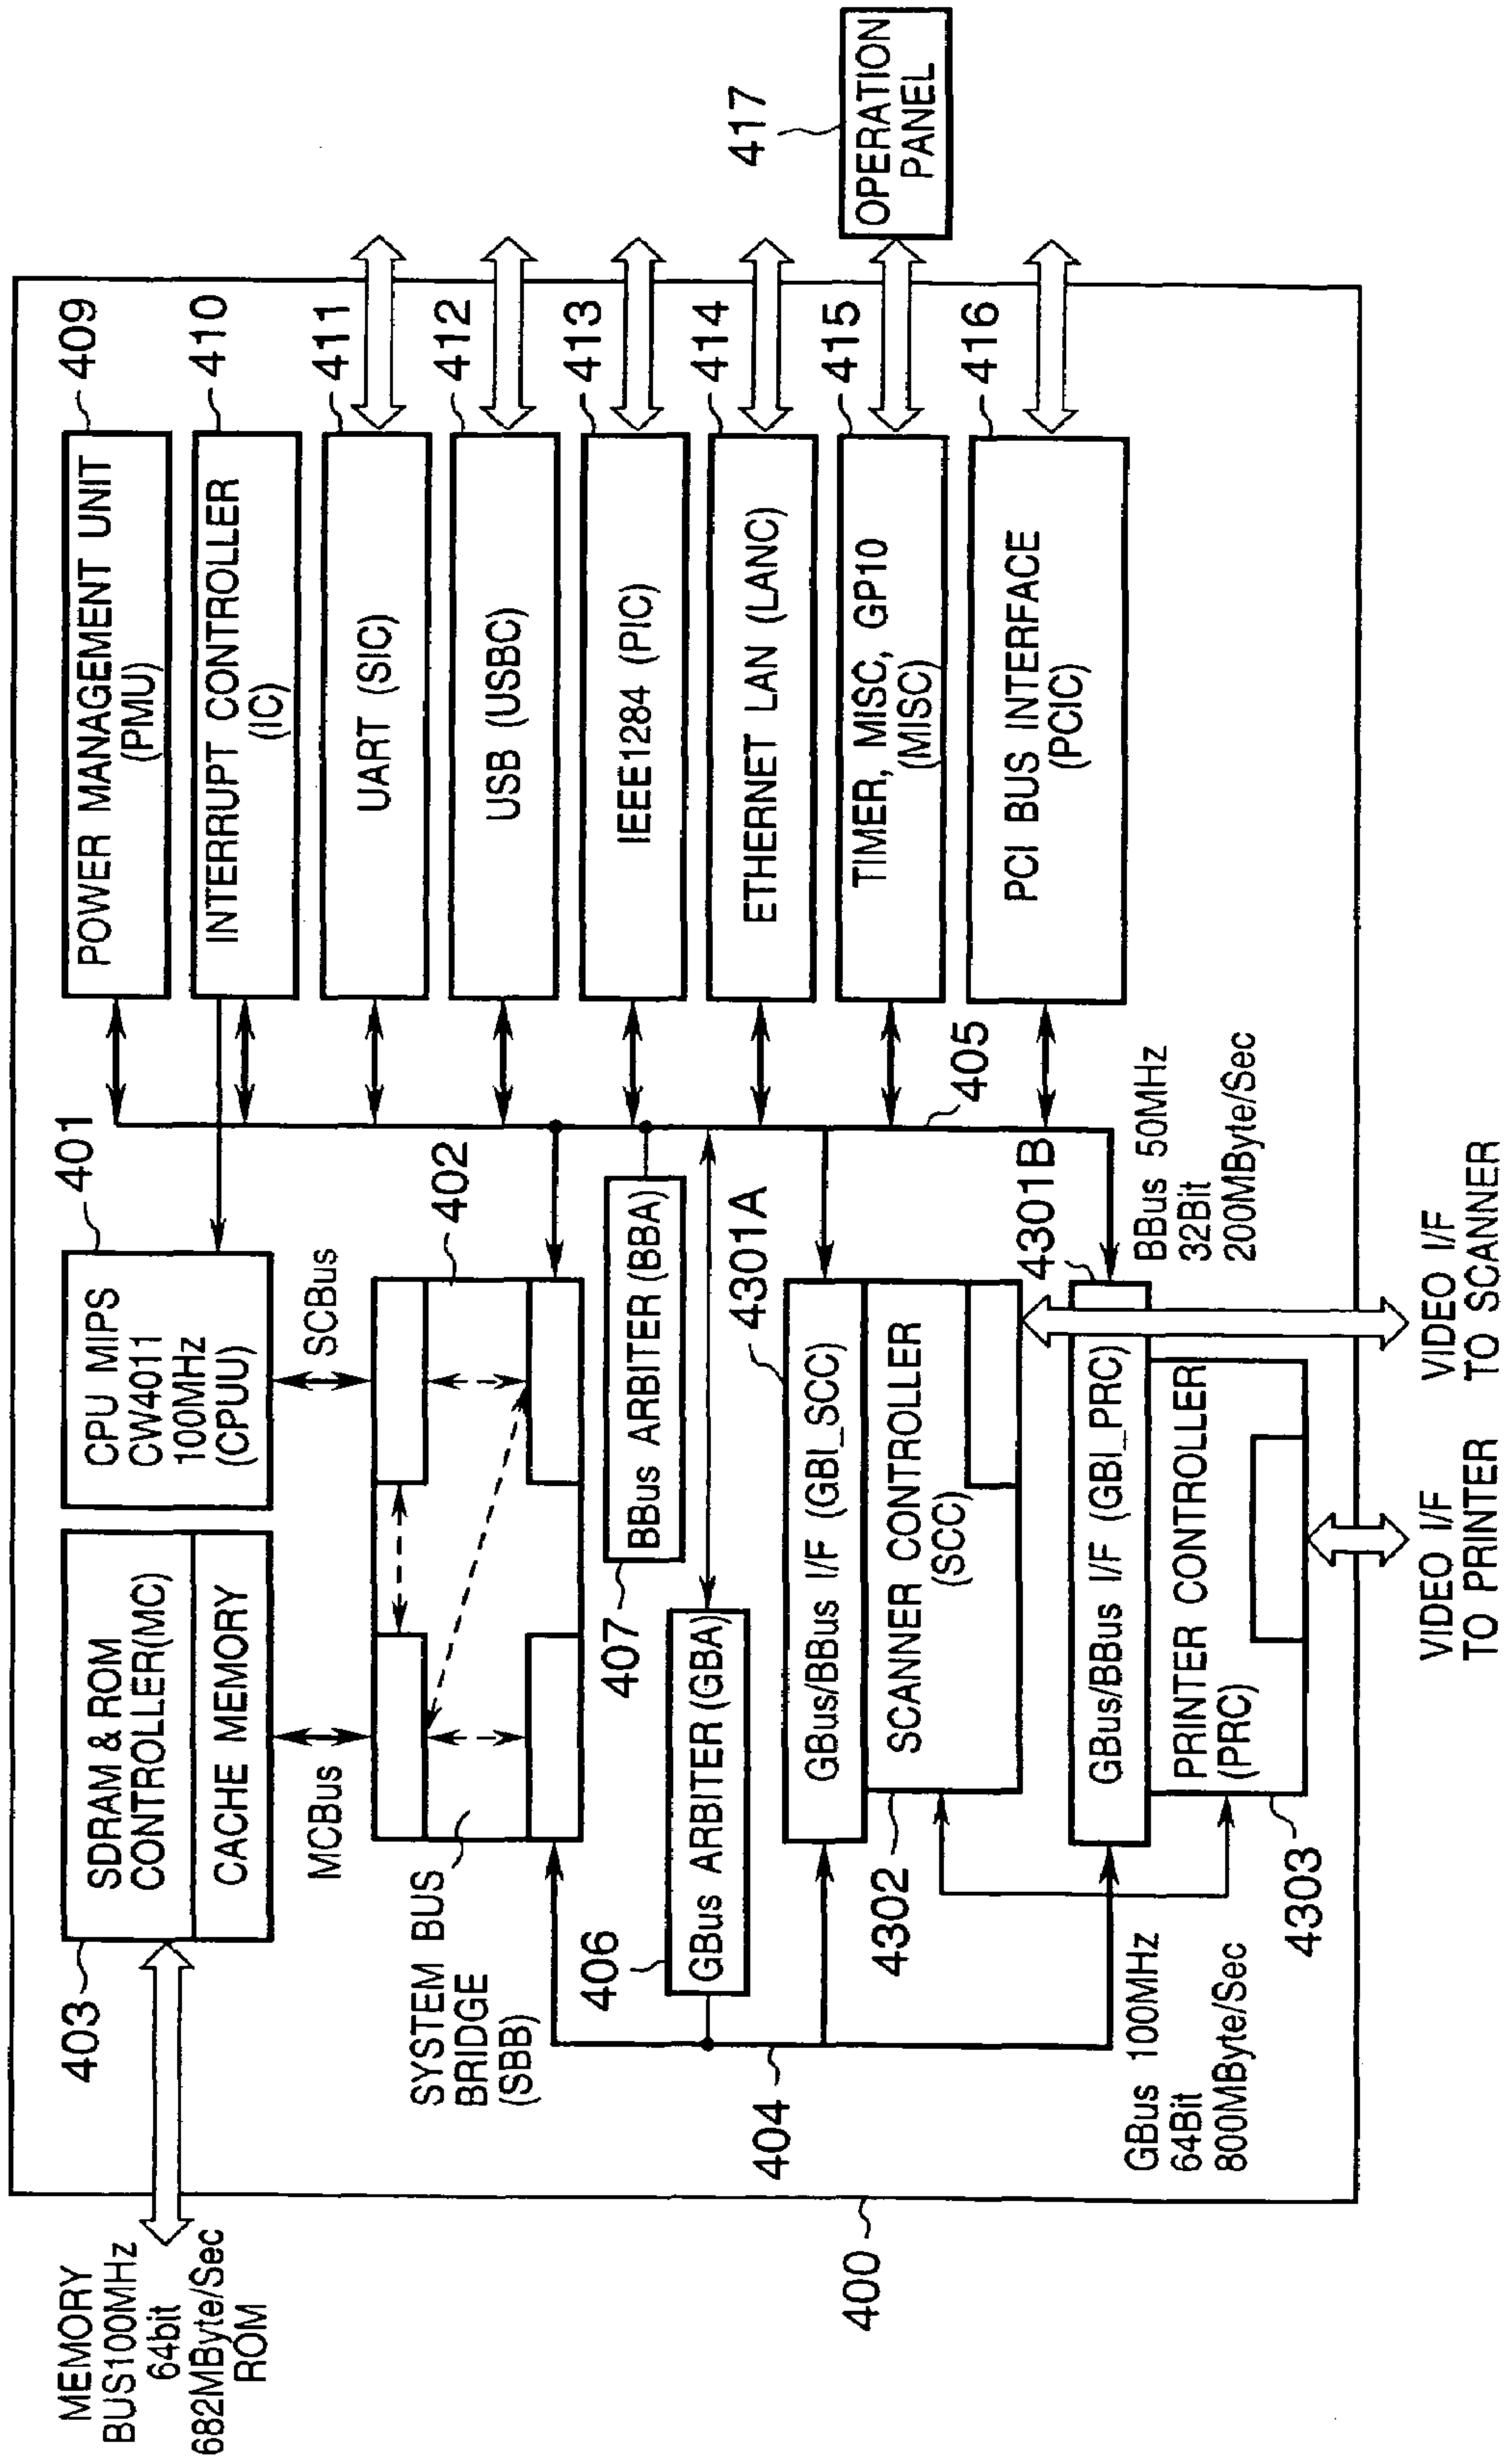 MEMORY
BUS100MHz
64bit
682MByte/Sec
ROM
403
SDRAM & ROM
CONTROLLER(MC)
CACHE MEMORY
401
CPU MIPS
CW4011
100MHz
(CPUU)
409
POWER MANAGEMENT UNIT
(PMU)
410
INTERRUPT CONTROLLER
(IC)
411
UART (SIC)
412
USB (USBC)
413
IEEE1284 (PIC)
414
ETHERNET LAN (LANC)
415
TIMER, MISC, GP10
(MISC)
416
PCI BUS INTERFACE
(PCIC)
417
OPERATION
PANEL
MCBus
SCBus
402
SYSTEM BUS
BRIDGE
(SBB)
407
BBus ARBITER (BBA)
406
GBus ARBITER (GBA)
404
4301A
GBus/BBus I/F (GBI_SCC)
SCANNER CONTROLLER
(SCC)
4302
405
4301B
GBus/BBus I/F (GBI_PRC)
PRINTER CONTROLLER
(PRC)
4303
GBus 100MHz
64Bit
800MByte/Sec
BBus 50MHz
32Bit
200MByte/Sec
400
VIDEO I/F
TO PRINTER
VIDEO I/F
TO SCANNER